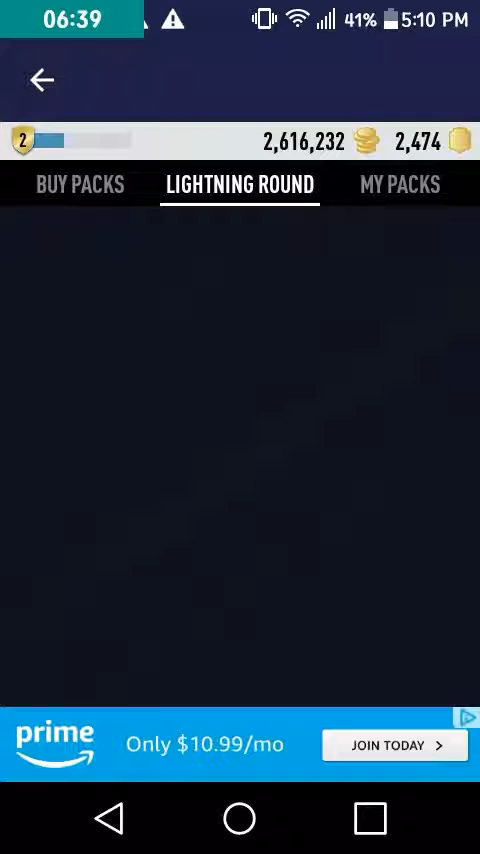 06:39 41% 5:10 PM
2 2,616,232 2,474
BUY PACKS LIGHTNING ROUND MY PACKS
prime Only $10.99/mo JOIN TODAY >